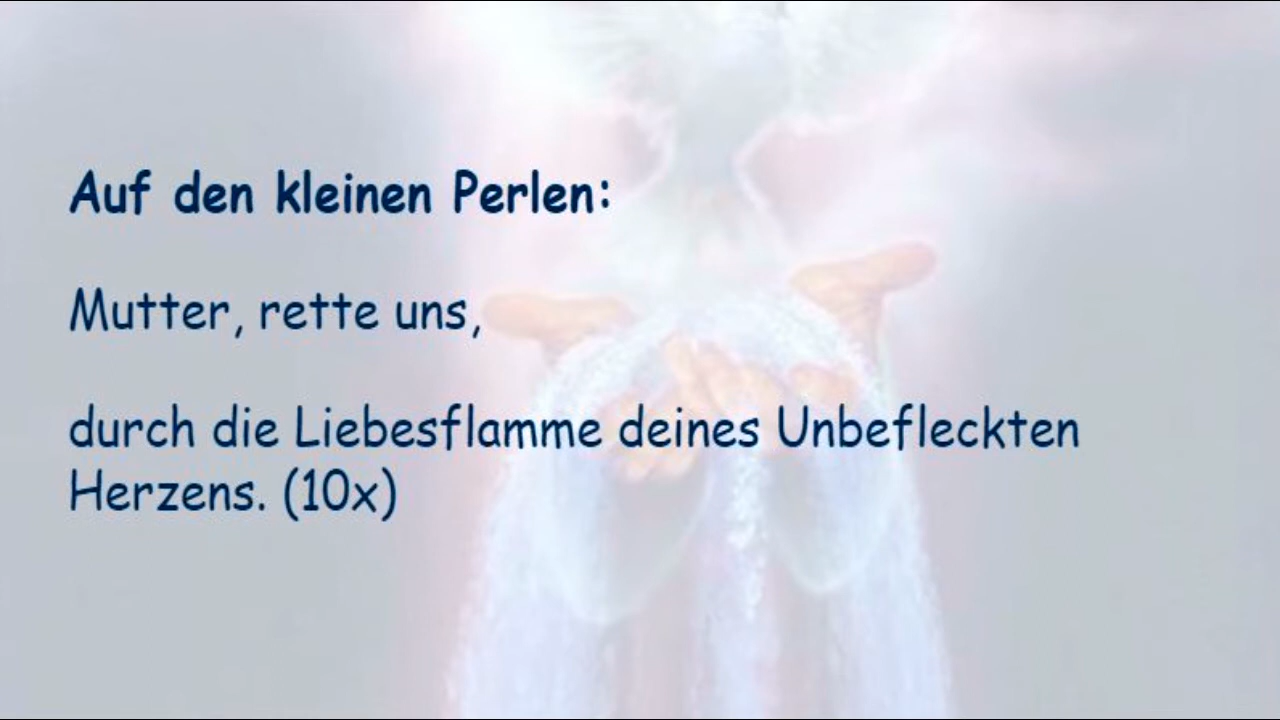 Auf den kleinen Perlen:
Mutter, rette uns,
durch die Liebesflamme deines Unbefleckten
Herzens. (10x)